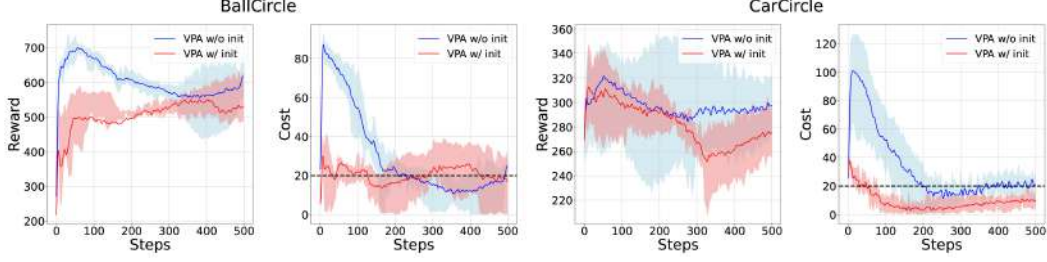 BallCircle
CarCircle
Reward
700
600
500
400
300
200
VPA w/o init
VPA w/ init
0 100 200 300 400 500
Steps
Cost
80
60
40
20
0
VPA w/o init
VPA w/ init
0 100 200 300 400 500
Steps
Reward
360
340
320
300
280
260
240
220
VPA w/o init
VPA w/ init
0 100 200 300 400 500
Steps
Cost
120
100
80
60
40
20
0
VPA w/o init
VPA w/ init
0 100 200 300 400 500
Steps